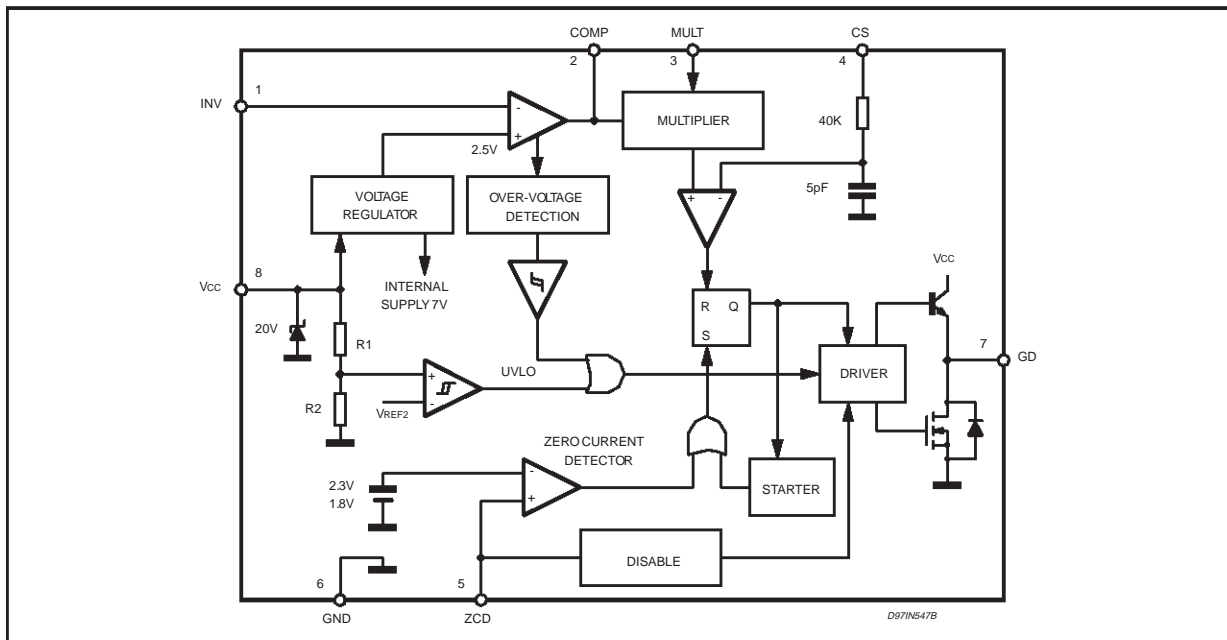 COMP
MULT
CS
2
3
4
1
INV
-
+
2.5V
MULTIPLIER
40K
5pF
VOLTAGE
REGULATOR
OVER-VOLTAGE
DETECTION
+ -
8
VCC
INTERNAL
SUPPLY 7V
R Q
S
VCC
20V
R1
R2
+
-
VREF2
UVLO
DRIVER
7
GD
ZERO CURRENT
DETECTOR
2.3V
1.8V
-
+
STARTER
DISABLE
6
GND
5
ZCD
D97IN547B